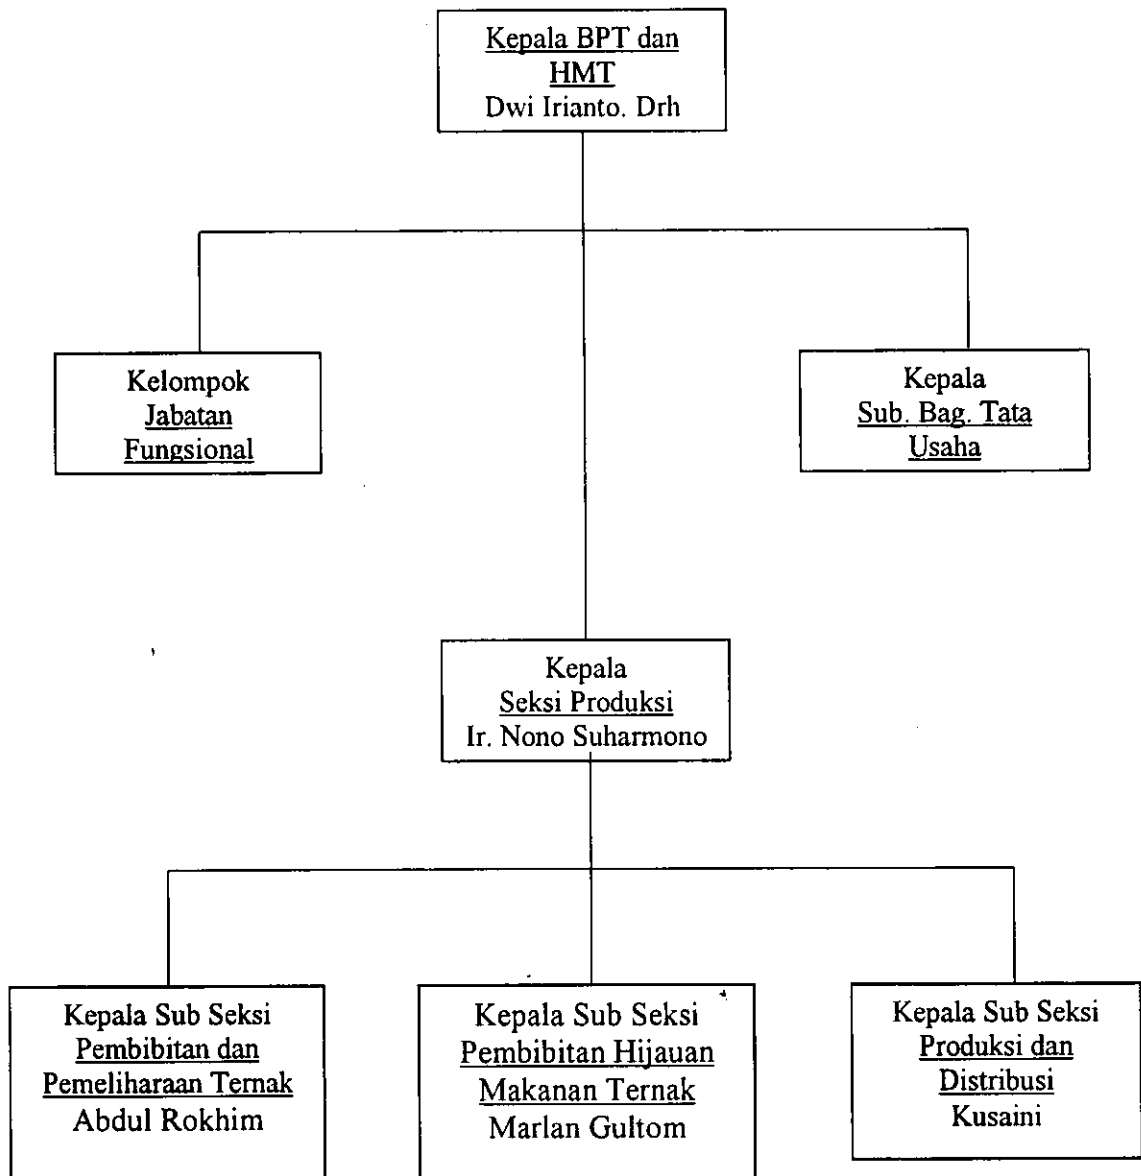 Kepala BPT dan
HMT
Dwi Irianto. Drh
Kelompok
Jabatan
Fungsional
Kepala
Sub. Bag. Tata
Usaha
Kepala
Seksi Produksi
Ir. Nono Suharmono
Kepala Sub Seksi
Pembibitan dan
Pemeliharaan Ternak
Abdul Rokhim
Kepala Sub Seksi
Pembibitan Hijauan
Makanan Ternak
Marlan Gultom
Kepala Sub Seksi
Produksi dan
Distribusi
Kusaini